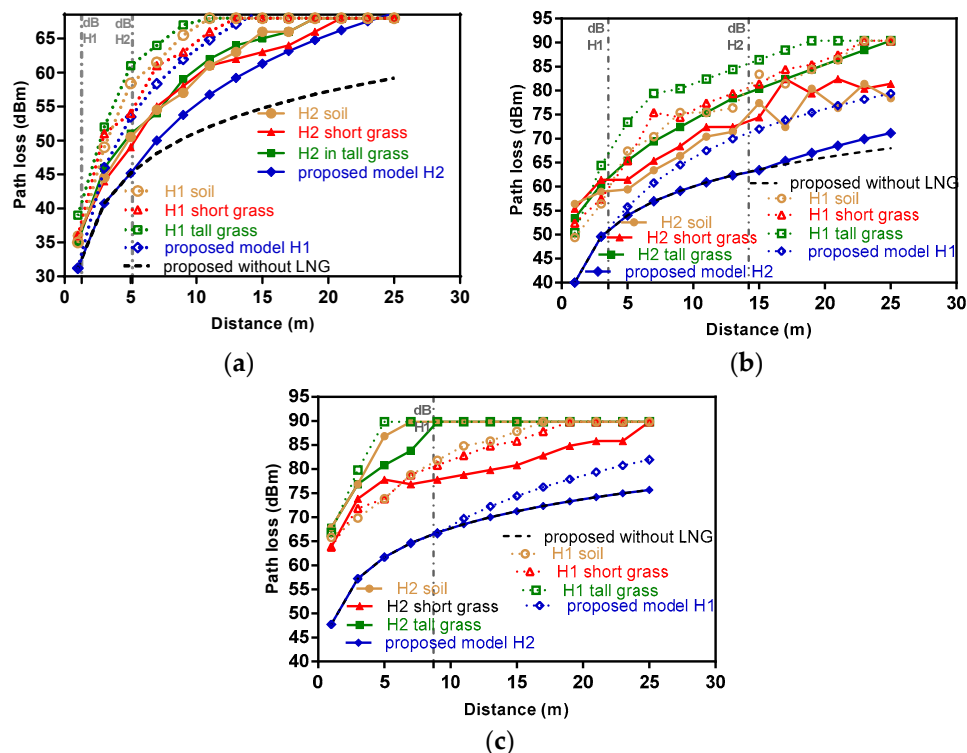 Path loss (dBm)
65
60
55
50
45
40
35
30
dB
H1
dB
H2
H2 soil
H2 short grass
H2 in tall grass
proposed model H2
H1 soil
H1 short grass
H1 tall grass
proposed model H1
proposed without LNG
0
5
10
15
20
25
30
Distance (m)
(a)
Path loss (dBm)
95
90
85
80
75
70
65
60
55
50
45
40
dB
H1
dB
H2
proposed without LNG
H1 soil
H1 short grass
H1 tall grass
proposed model H1
H2 soil
H2 short grass
H2 tall grass
proposed model H2
0
5
10
15
20
25
30
Distance (m)
(b)
Path loss (dBm)
95
90
85
80
75
70
65
60
55
50
45
40
dB
H1
proposed without LNG
H1 soil
H1 short grass
H1 tall grass
proposed model H1
H2 soil
H2 short grass
H2 tall grass
proposed model H2
0
5
10
15
20
25
30
Distance (m)
(c)